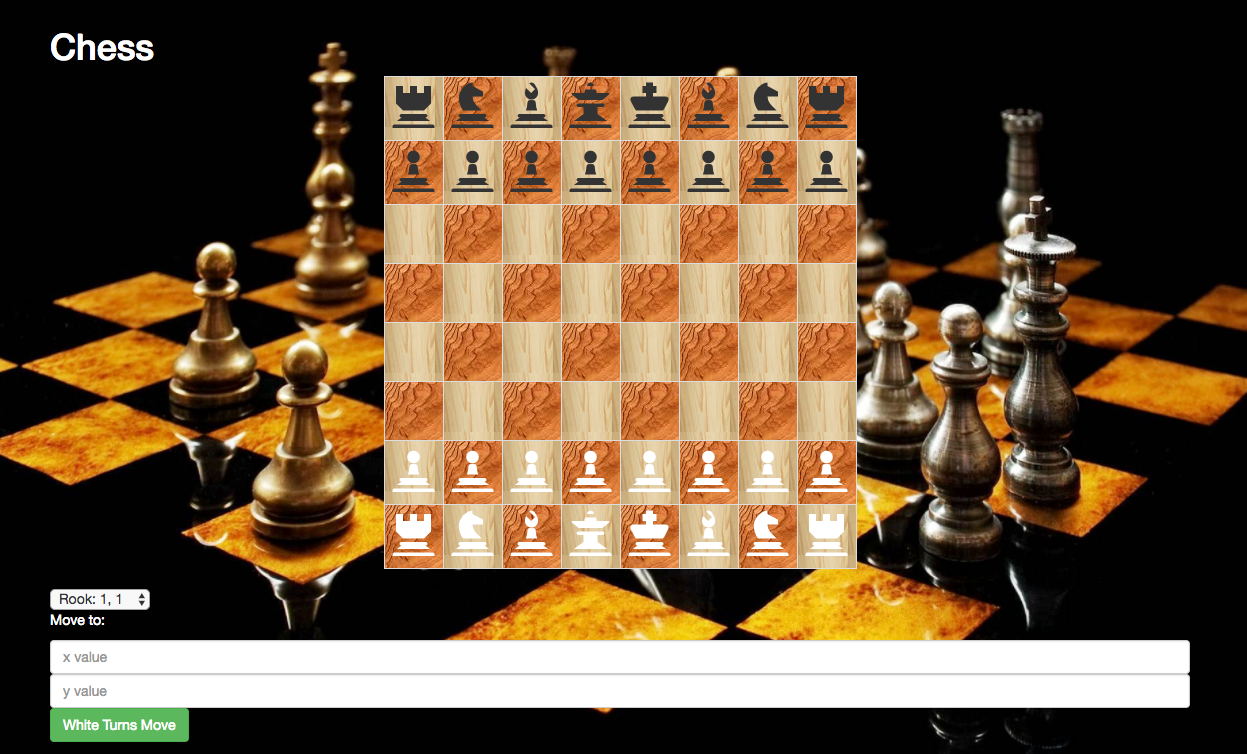 Chess
Rook: 1, 1
Move to:
x value
y value
White Turns Move